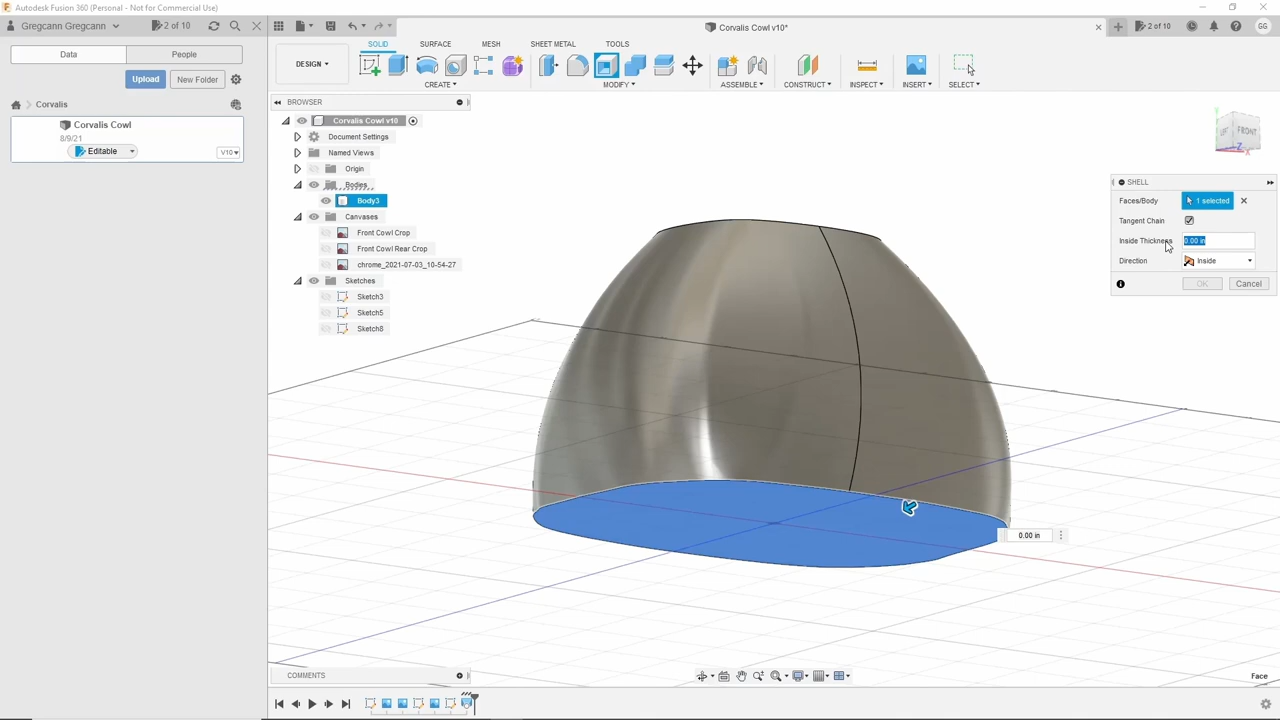 Autodesk Fusion 360 (Personal - Not for Commercial Use)
Gregcann Gregcann
2 of 10
Corvalis Cowl v10*
2 of 10
GG
Data
People
Upload
New Folder
Corvalis
Corvalis Cowl
8/9/21
Editable
V10
DESIGN
SOLID
SURFACE
MESH
SHEET METAL
TOOLS
CREATE
MODIFY
ASSEMBLE
CONSTRUCT
INSPECT
INSERT
SELECT
BROWSER
Corvalis Cowl v10
Document Settings
Named Views
Origin
Bodies
Body3
Canvases
Front Cowl Crop
Front Cowl Rear Crop
chrome_2021-07-03_10-54-27
Sketches
Sketch3
Sketch5
Sketch8
LEFT
FRONT
Z
X
SHELL
Faces/Body
1 selected
Tangent Chain
Inside Thickness
0.00 in
Direction
Inside
OK
Cancel
0.00 in
COMMENTS
Face